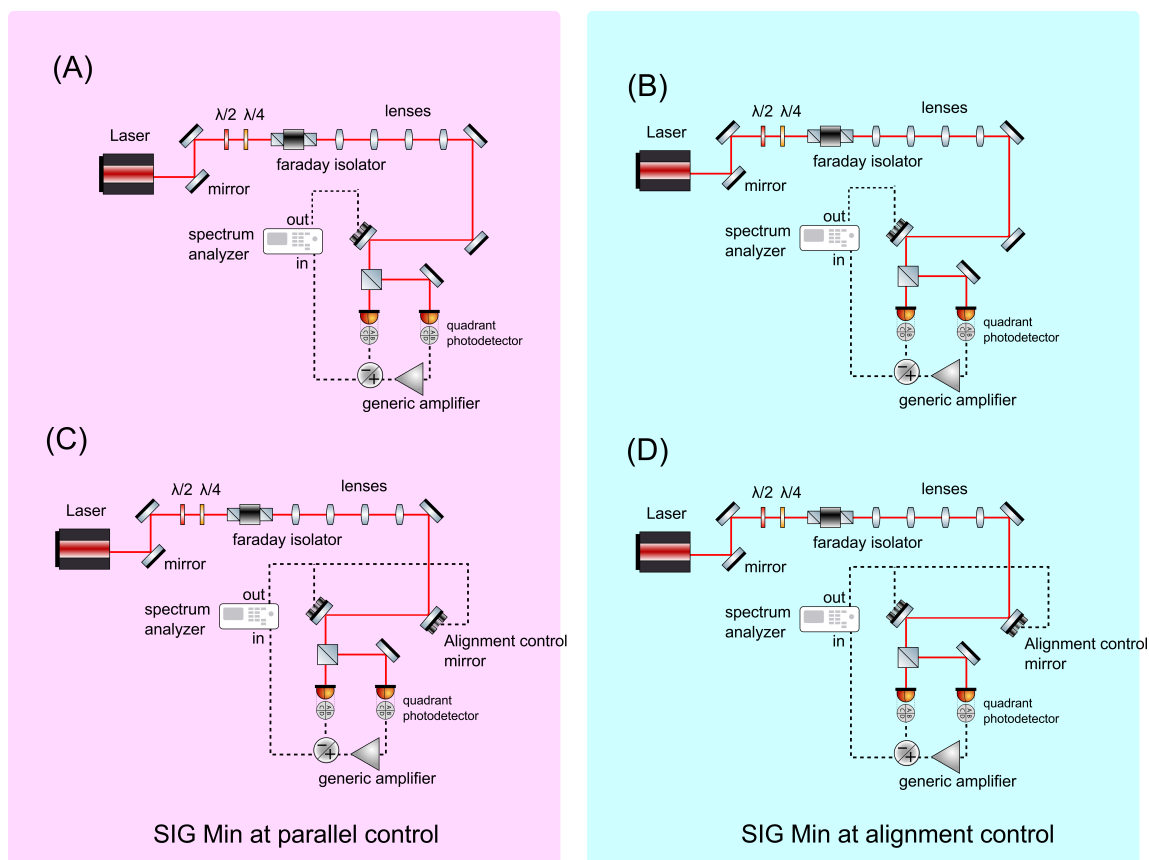 (A)
λ/2 λ/4
lenses
Laser
faraday isolator
mirror
out
spectrum
analyzer
in
quadrant
photodetector
A B
C D
A B
C D
− +
generic amplifier
(B)
λ/2 λ/4
lenses
Laser
faraday isolator
mirror
out
spectrum
analyzer
in
quadrant
photodetector
A B
C D
A B
C D
− +
generic amplifier
(C)
λ/2 λ/4
lenses
Laser
faraday isolator
mirror
out
spectrum
analyzer
in
Alignment control
mirror
quadrant
photodetector
A B
C D
A B
C D
− +
generic amplifier
SIG Min at parallel control
(D)
λ/2 λ/4
lenses
Laser
faraday isolator
mirror
out
spectrum
analyzer
in
Alignment control
mirror
quadrant
photodetector
A B
C D
A B
C D
− +
generic amplifier
SIG Min at alignment control